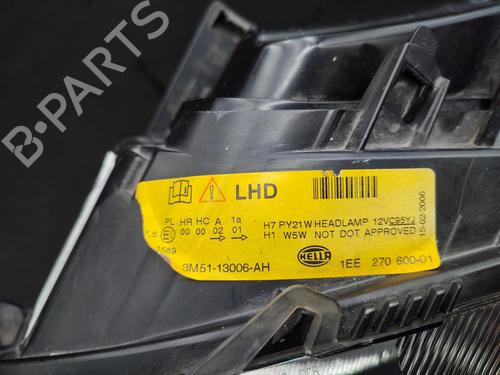 B-PARTS
LHD
PL HR HC A 1a
00 00 02 01
3M51-13006-AH
H7 PY21W HEADLAMP 12V C95YJ
H1 W5W NOT DOT APPROVED
15-02-2006
HELLA
1EE 270 600-01